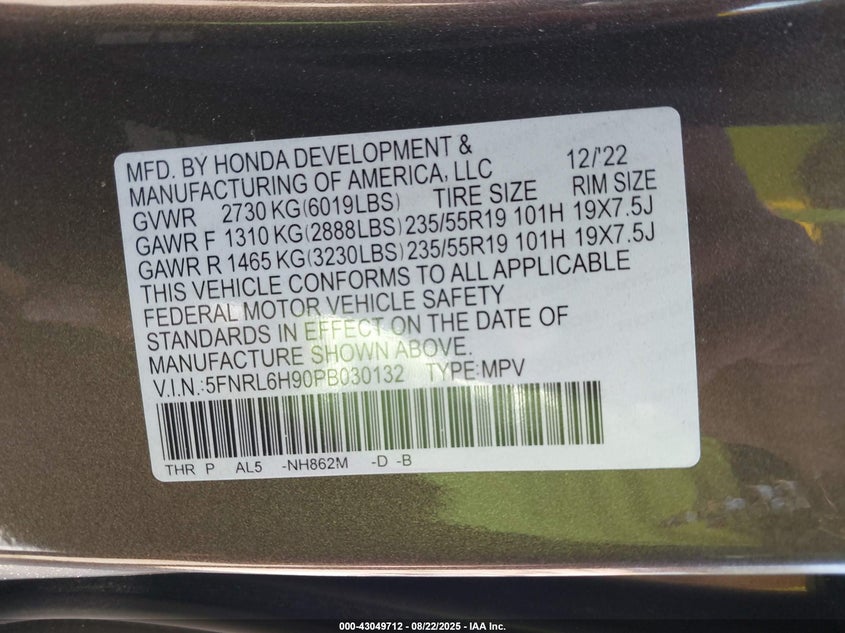 MFD. BY HONDA DEVELOPMENT & 12/'22
MANUFACTURING OF AMERICA, LLC
GVWR 2730 KG(6019LBS) TIRE SIZE RIM SIZE
GAWR F 1310 KG(2888LBS) 235/55R19 101H 19X7.5J
GAWR R 1465 KG(3230LBS) 235/55R19 101H 19X7.5J
THIS VEHICLE CONFORMS TO ALL APPLICABLE
FEDERAL MOTOR VEHICLE SAFETY
STANDARDS IN EFFECT ON THE DATE OF
MANUFACTURE SHOWN ABOVE.
V.I.N.:5FNRL6H90PB030132 TYPE:MPV
THR P AL5 -NH862M -D -B
000-43049712 - 08/22/2025 - IAA Inc.